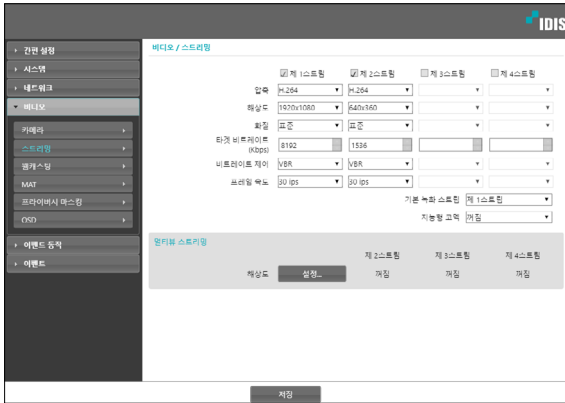 IDIS
간편 설정
시스템
네트워크
비디오
카메라
스트리밍
웹캐스팅
MAT
프라이버시 마스킹
OSD
이벤트 동작
이벤트
비디오 / 스트리밍
제 1스트림 제 2스트림 제 3스트림 제 4스트림
압축 H.264 H.264
해상도 1920x1080 640x360
화질 표준 표준
타겟 비트레이트
(Kbps) 8192 1536
비트레이트 제어 VBR VBR
프레임 속도 30 ips 30 ips
기본 녹화 스트림 제 1스트림
지능형 코덱 꺼짐
멀티뷰 스트리밍
제 2스트림 제 3스트림 제 4스트림
해상도 설정... 꺼짐 꺼짐 꺼짐
저장